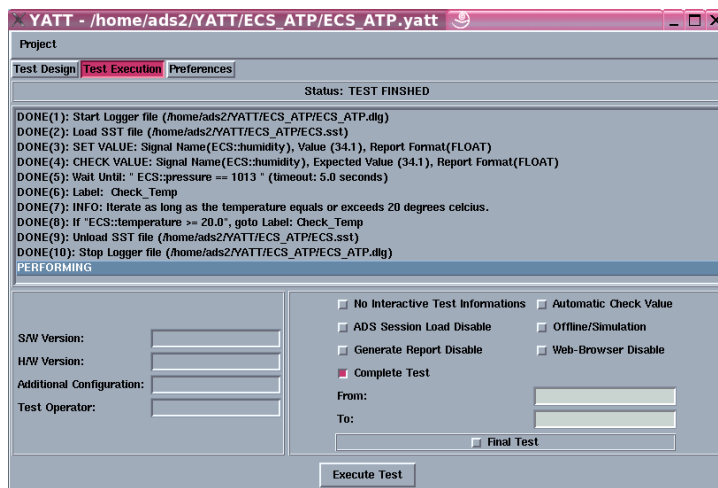 YATT - /home/ads2/YATT/ECS_ATP/ECS_ATP.yatt
Project
Test Design Test Execution Preferences
Status: TEST FINSHED
DONE(1): Start Logger file (/home/ads2/YATT/ECS_ATP/ECS_ATP.dlg)
DONE(2): Load SST file (/home/ads2/YATT/ECS_ATP/ECS.sst)
DONE(3): SET VALUE: Signal Name(ECS::humidity), Value (34.1), Report Format(FLOAT)
DONE(4): CHECK VALUE: Signal Name(ECS::humidity), Expected Value (34.1), Report Format(FLOAT)
DONE(5): Wait Until: " ECS::pressure == 1013 " (timeout: 5.0 seconds)
DONE(6): Label: Check_Temp
DONE(7): INFO: Iterate as long as the temperature equals or exceeds 20 degrees celcius.
DONE(8): If "ECS::temperature >= 20.0", goto Label: Check_Temp
DONE(9): Unload SST file (/home/ads2/YATT/ECS_ATP/ECS.sst)
DONE(10): Stop Logger file (/home/ads2/YATT/ECS_ATP/ECS_ATP.dlg)
PERFORMING
S/W Version:
H/W Version:
Additional Configuration:
Test Operator:
No Interactive Test Informations Automatic Check Value
ADS Session Load Disable Offline/Simulation
Generate Report Disable Web-Browser Disable
Complete Test
From:
To:
Final Test
Execute Test